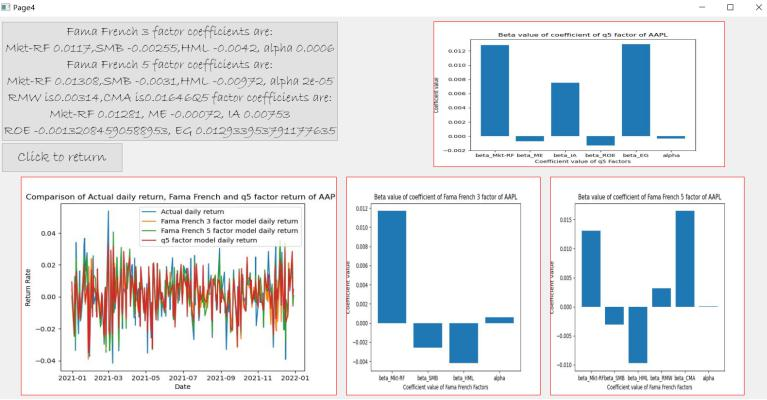 Page4
Fama French 3 factor coefficients are:
Mkt-RF 0.0117,SMB -0.00255,HML -0.0042, alpha 0.0006
Fama French 5 factor coefficients are:
Mkt-RF 0.01308,SMB -0.0031,HML -0.00972, alpha 2e-05
RMW is0.00314,CMA is0.01646Q5 factor coefficients are:
Mkt-RF 0.01281, ME -0.00072, IA 0.00753
ROE -0.00132084590588953, EG 0.012933953791177635
Click to return
Beta value of coefficient of q5 factor of AAPL
Coefficient value
0.012
0.010
0.008
0.006
0.004
0.002
0.000
-0.002
beta_Mkt-RF beta_ME beta_IA beta_ROE beta_EG alpha
Coefficient value of q5 Factors
Comparison of Actual daily return, Fama French and q5 factor return of AAP
Actual daily return
Fama French 3 factor model daily return
Fama French 5 factor model daily return
q5 factor model daily return
Return Rate
0.04
0.02
0.00
-0.02
-0.04
2021-01 2021-03 2021-05 2021-07 2021-09 2021-11 2022-01
Date
Beta value of coefficient of Fama French 3 factor of AAPL
Coefficient value
0.012
0.010
0.008
0.006
0.004
0.002
0.000
-0.002
-0.004
beta_Mkt-RF beta_SMB beta_HML alpha
Coefficient value of Fama French Factors
Beta value of coefficient of Fama French 5 factor of AAPL
Coefficient value
0.015
0.010
0.005
0.000
-0.005
-0.010
beta_Mkt-RF beta_SMB beta_HML beta_RMW beta_CMA alpha
Coefficient value of Fama French factors